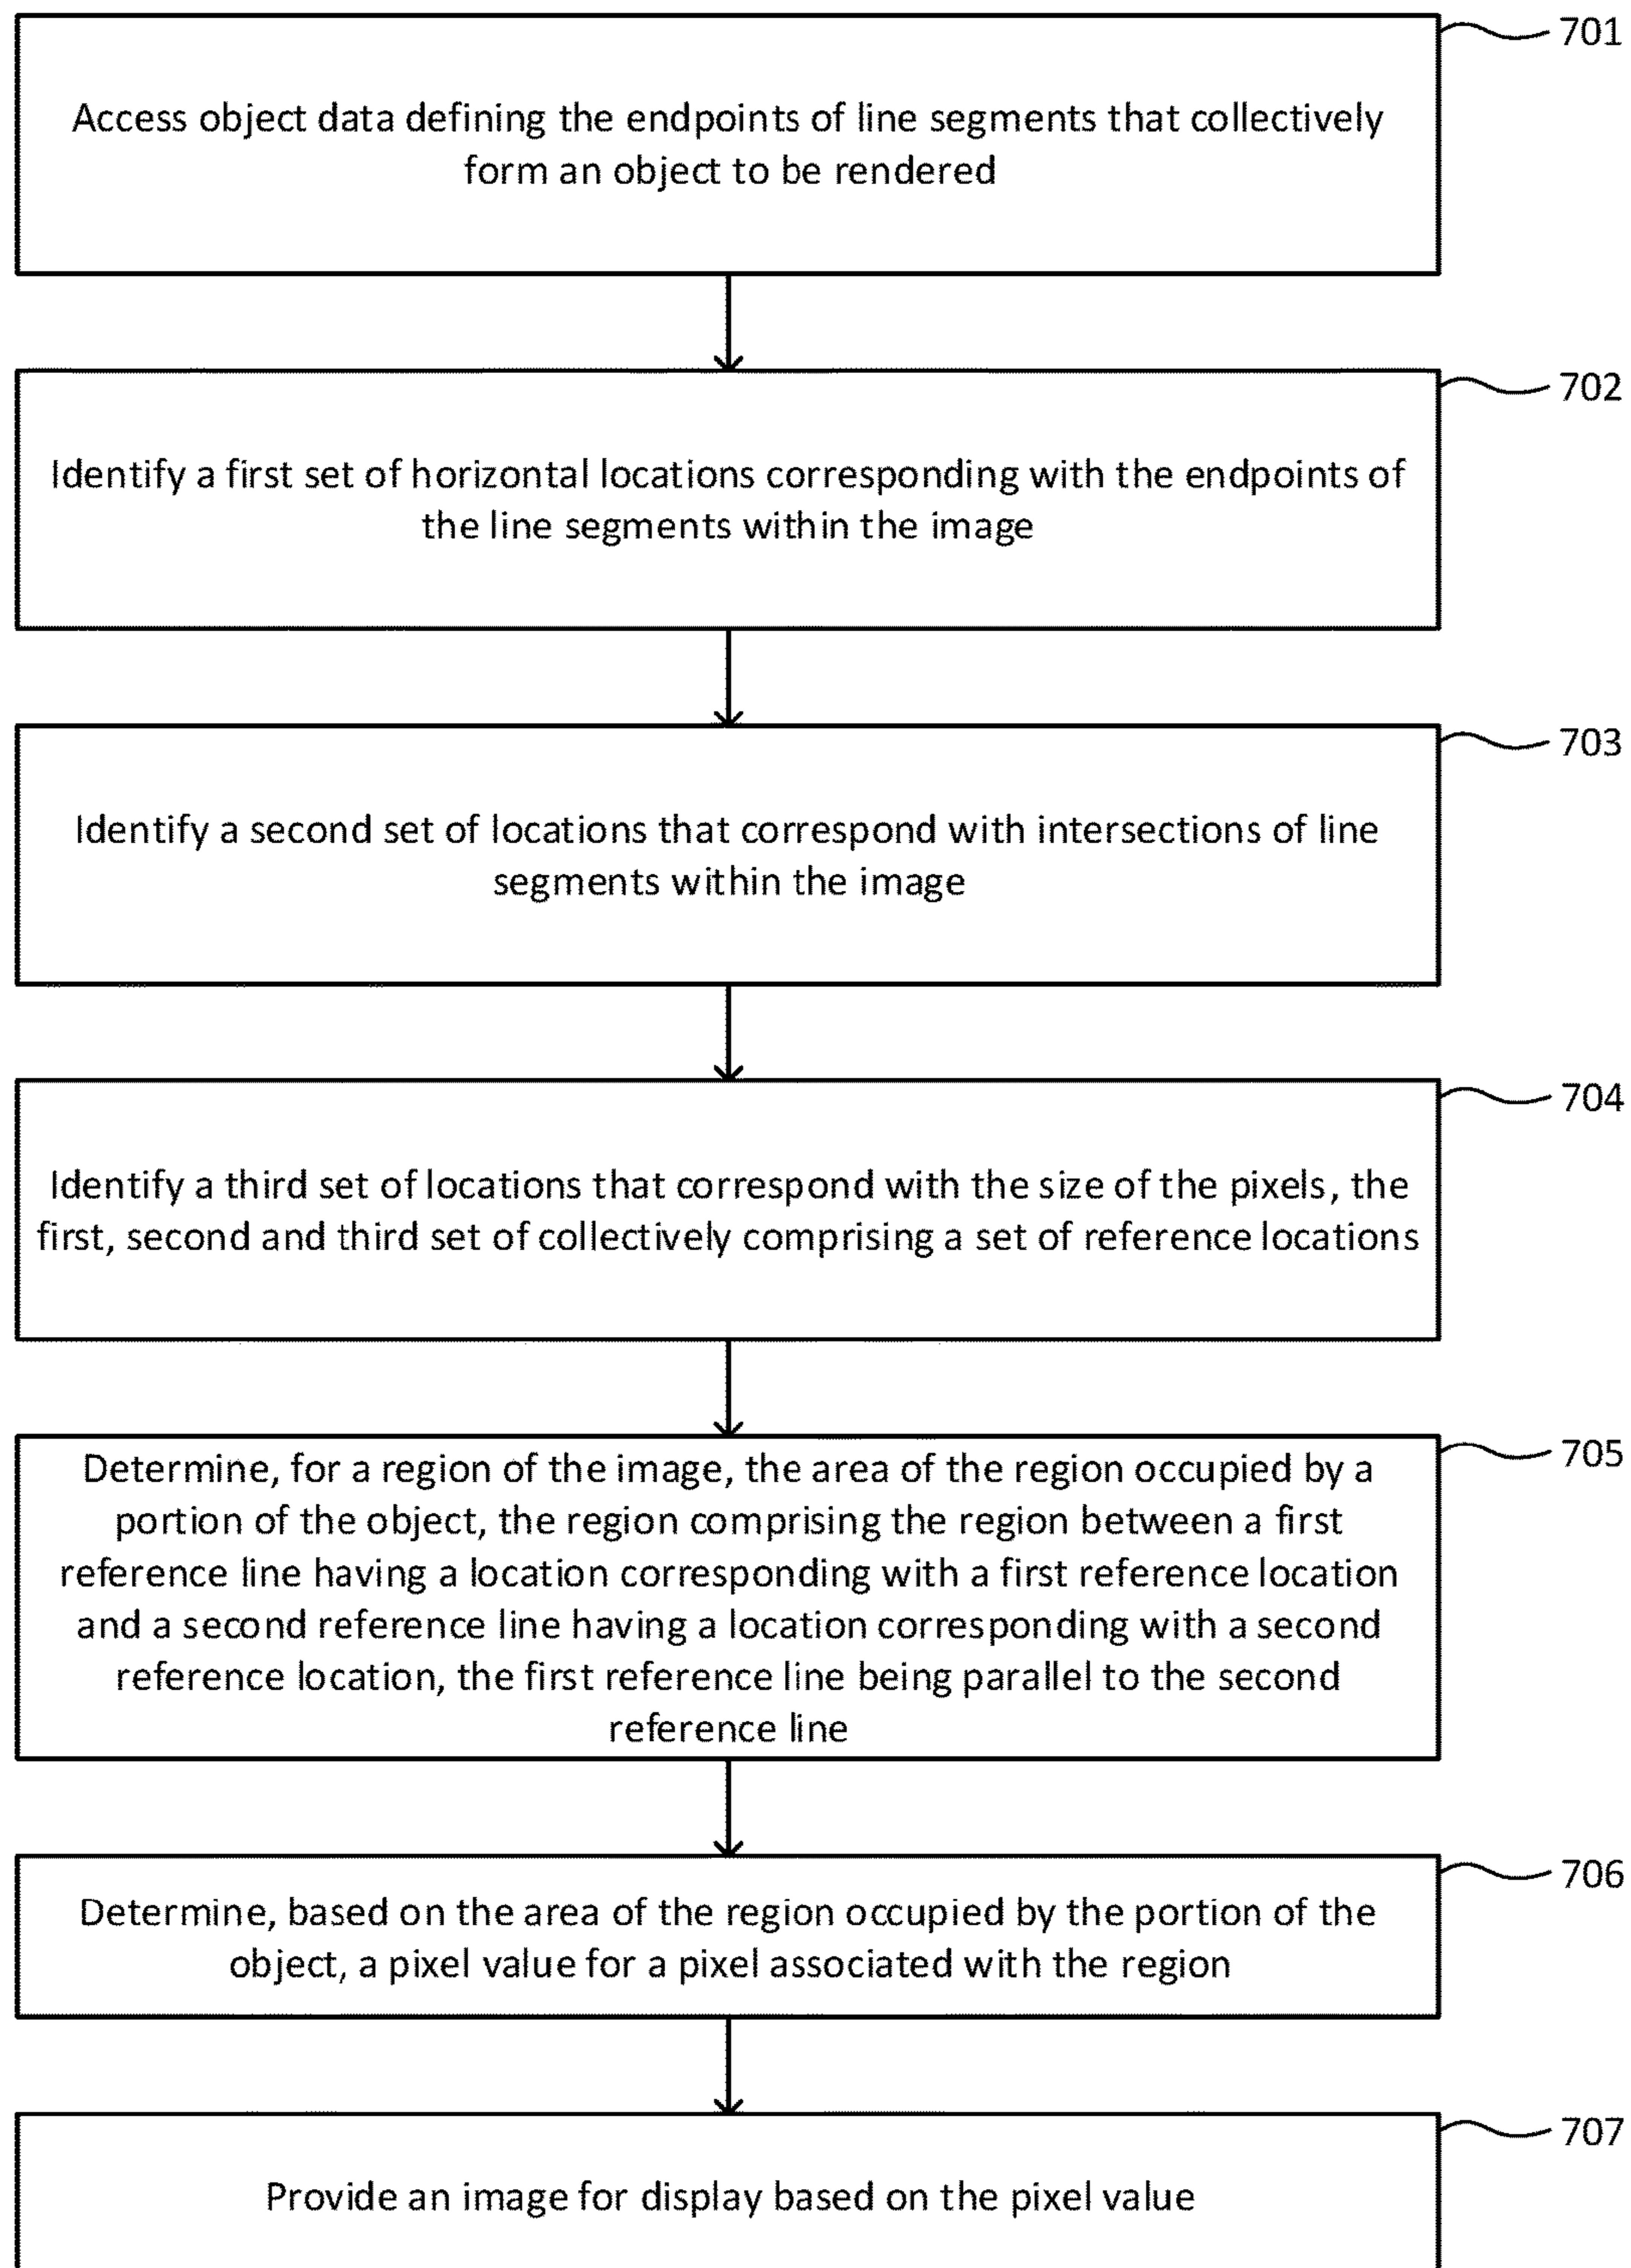 701
Access object data defining the endpoints of line segments that collectively
form an object to be rendered
702
Identify a first set of horizontal locations corresponding with the endpoints of
the line segments within the image
703
Identify a second set of locations that correspond with intersections of line
segments within the image
704
Identify a third set of locations that correspond with the size of the pixels, the
first, second and third set of collectively comprising a set of reference locations
705
Determine, for a region of the image, the area of the region occupied by a
portion of the object, the region comprising the region between a first
reference line having a location corresponding with a first reference location
and a second reference line having a location corresponding with a second
reference location, the first reference line being parallel to the second
reference line
706
Determine, based on the area of the region occupied by the portion of the
object, a pixel value for a pixel associated with the region
707
Provide an image for display based on the pixel value